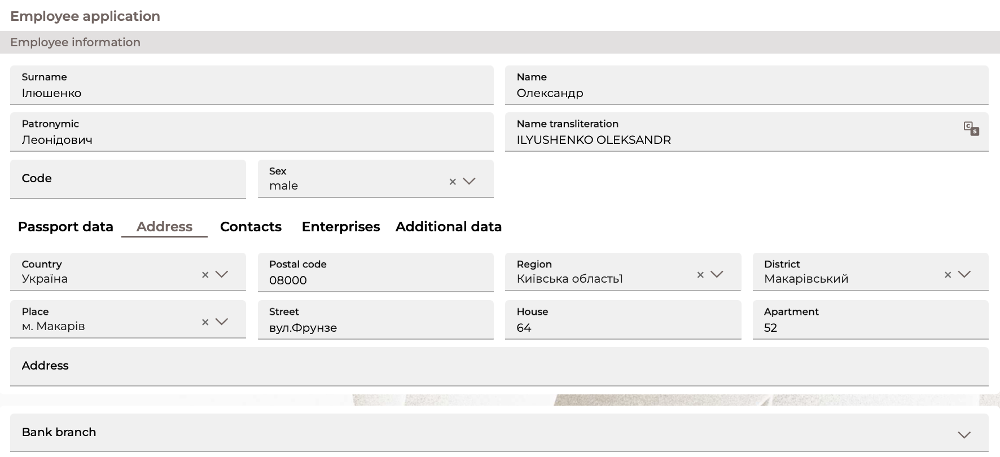 Employee application
Employee information
Surname
Ілюшенко
Name
Олександр
Patronymic
Леонідович
Name transliteration
ILYUSHENKO OLEKSANDR
Code
Sex
male
Passport data
Address
Contacts
Enterprises
Additional data
Country
Україна
Postal code
08000
Region
Київська область1
District
Макарівський
Place
м. Макарів
Street
вул.Фрунзе
House
64
Apartment
52
Address
Bank branch